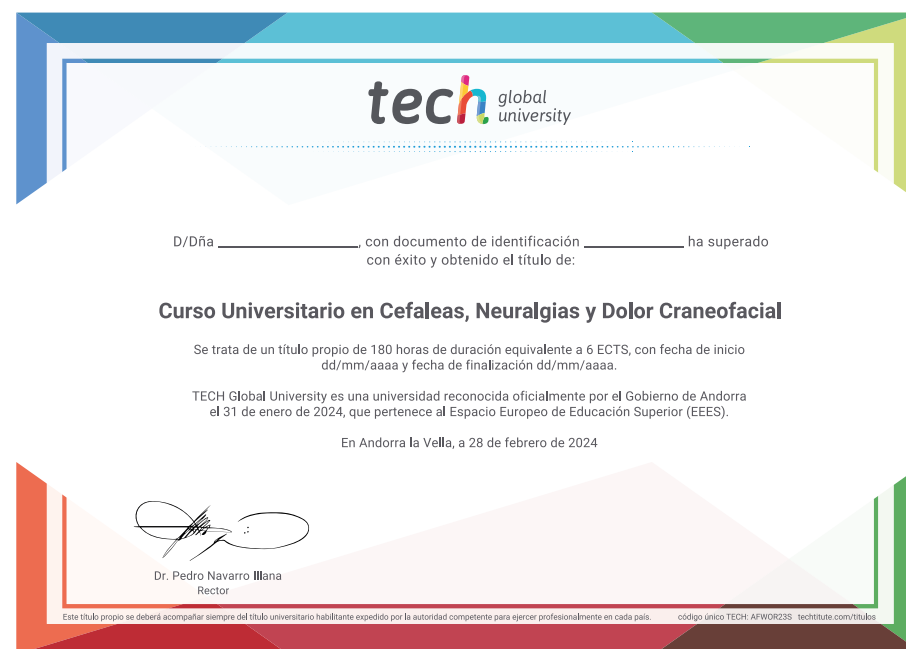 tech global university
D/Dña ____________________, con documento de identificación ______________ ha superado
con éxito y obtenido el título de:
Curso Universitario en Cefaleas, Neuralgias y Dolor Craneofacial
Se trata de un título propio de 180 horas de duración equivalente a 6 ECTS, con fecha de inicio
dd/mm/aaaa y fecha de finalización dd/mm/aaaa.
TECH Global University es una universidad reconocida oficialmente por el Gobierno de Andorra
el 31 de enero de 2024, que pertenece al Espacio Europeo de Educación Superior (EEES).
En Andorra la Vella, a 28 de febrero de 2024
Dr. Pedro Navarro Illana
Rector
Este título propio se deberá acompañar siempre del título universitario habilitante expedido por la autoridad competente para ejercer profesionalmente en cada país. código único TECH: AFWOR23S techtitute.com/titulos